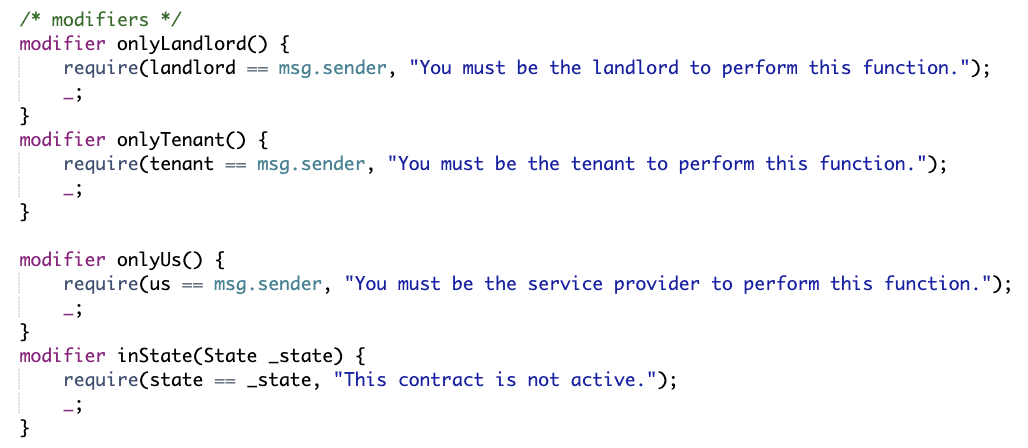 /* modifiers */
modifier onlyLandlord() {
    require(landlord == msg.sender, "You must be the landlord to perform this function.");
    _;
}
modifier onlyTenant() {
    require(tenant == msg.sender, "You must be the tenant to perform this function.");
    _;
}

modifier onlyUs() {
    require(us == msg.sender, "You must be the service provider to perform this function.");
    _;
}
modifier inState(State _state) {
    require(state == _state, "This contract is not active.");
    _;
}